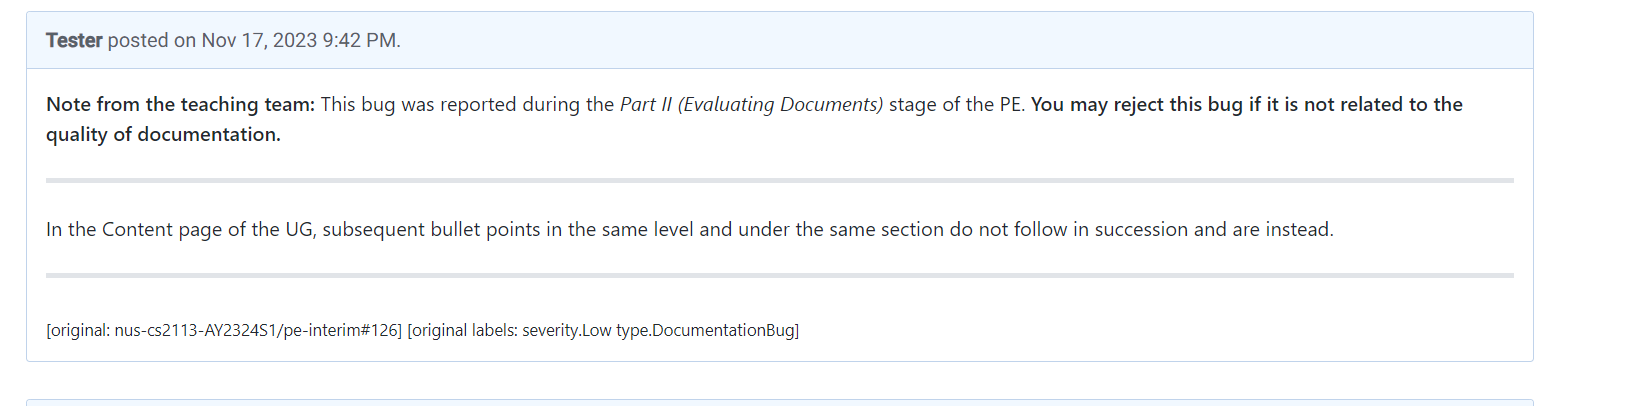 Tester posted on Nov 17, 2023 9:42 PM.
Note from the teaching team: This bug was reported during the Part II (Evaluating Documents) stage of the PE. You may reject this bug if it is not related to the
quality of documentation.
In the Content page of the UG, subsequent bullet points in the same level and under the same section do not follow in succession and are instead.
[original: nus-cs2113-AY2324S1/pe-interim#126] [original labels: severity.Low type.DocumentationBug]